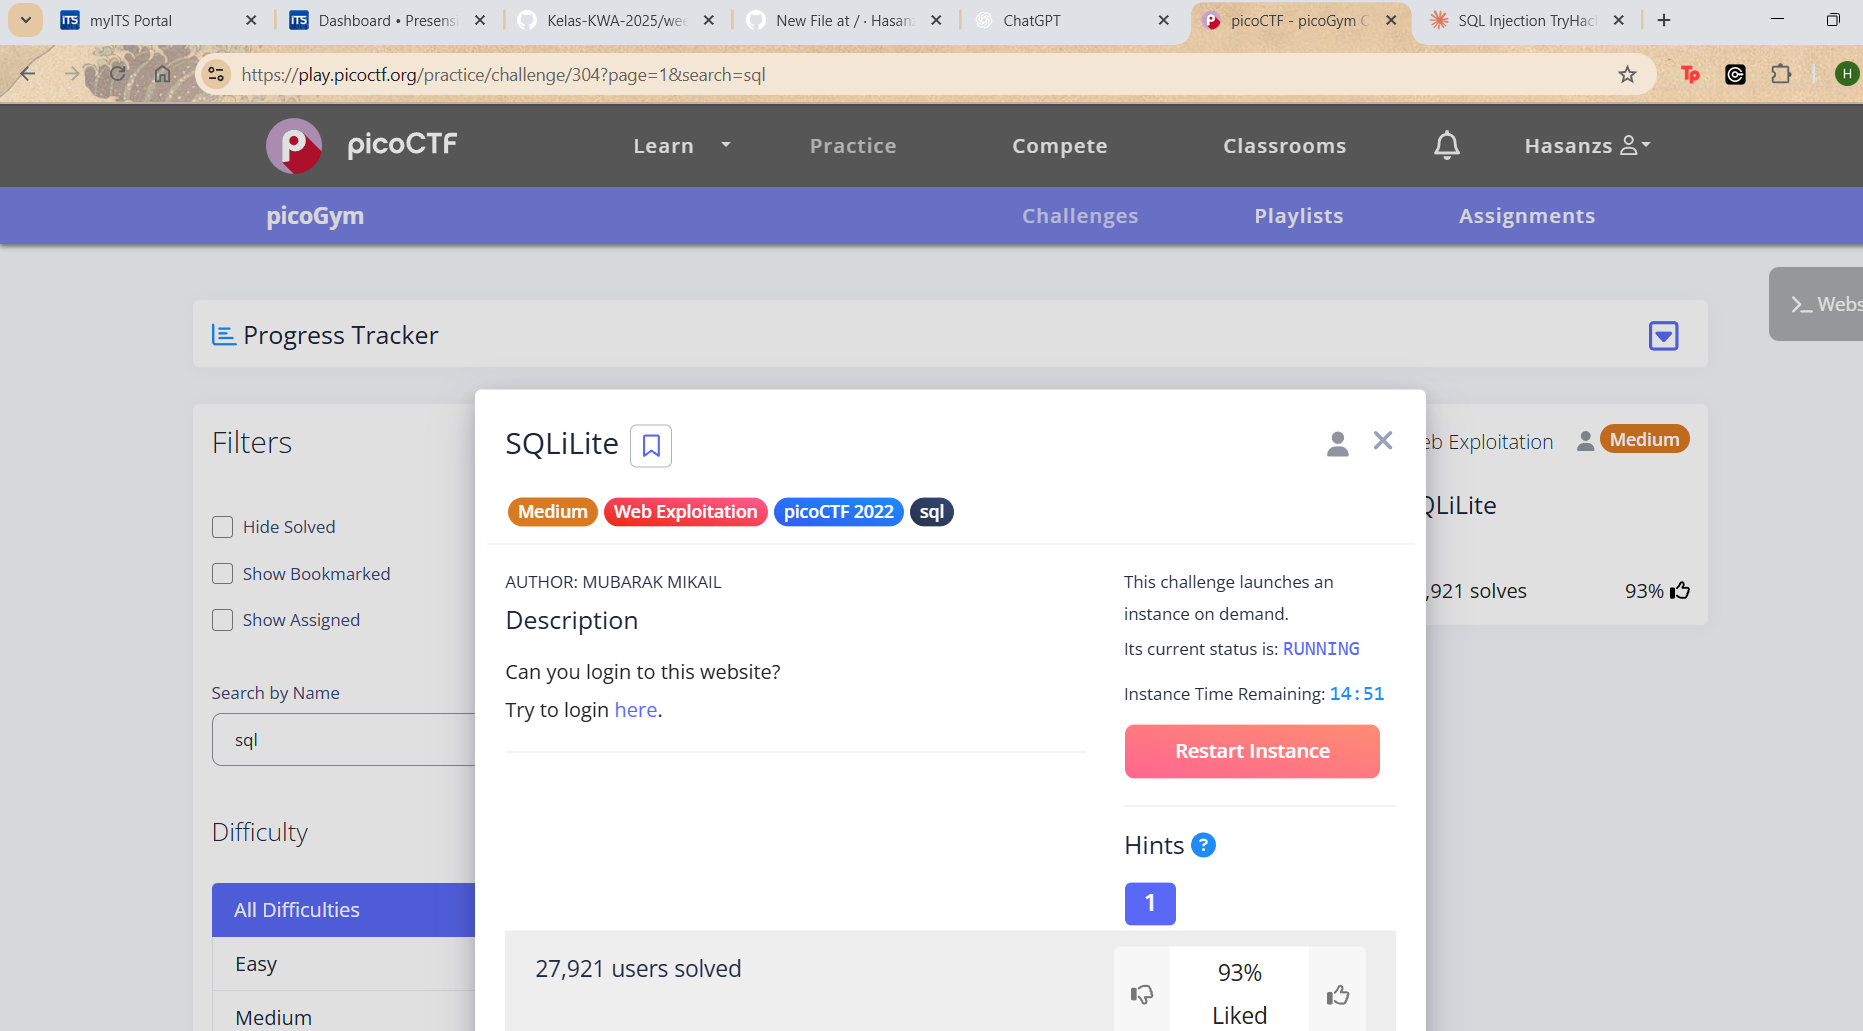 myITS Portal
Dashboard • Presensi
Kelas-KWA-2025/wee
New File at / · Hasan
ChatGPT
picoCTF - picoGym C
SQL Injection TryHac
https://play.picoctf.org/practice/challenge/304?page=1&search=sql
Tp
H
picoCTF
Learn
Practice
Compete
Classrooms
Hasanzs
picoGym
Challenges
Playlists
Assignments
>_ Webs
Progress Tracker
Filters
Hide Solved
Show Bookmarked
Show Assigned
Search by Name
sql
Difficulty
All Difficulties
Easy
Medium
SQLiLite
Medium Web Exploitation picoCTF 2022 sql
AUTHOR: MUBARAK MIKAIL
Description
Can you login to this website?
Try to login here.
This challenge launches an
instance on demand.
Its current status is: RUNNING
Instance Time Remaining: 14:51
Restart Instance
Hints ?
1
27,921 users solved
93%
Liked
eb Exploitation
Medium
QLiLite
,921 solves
93%